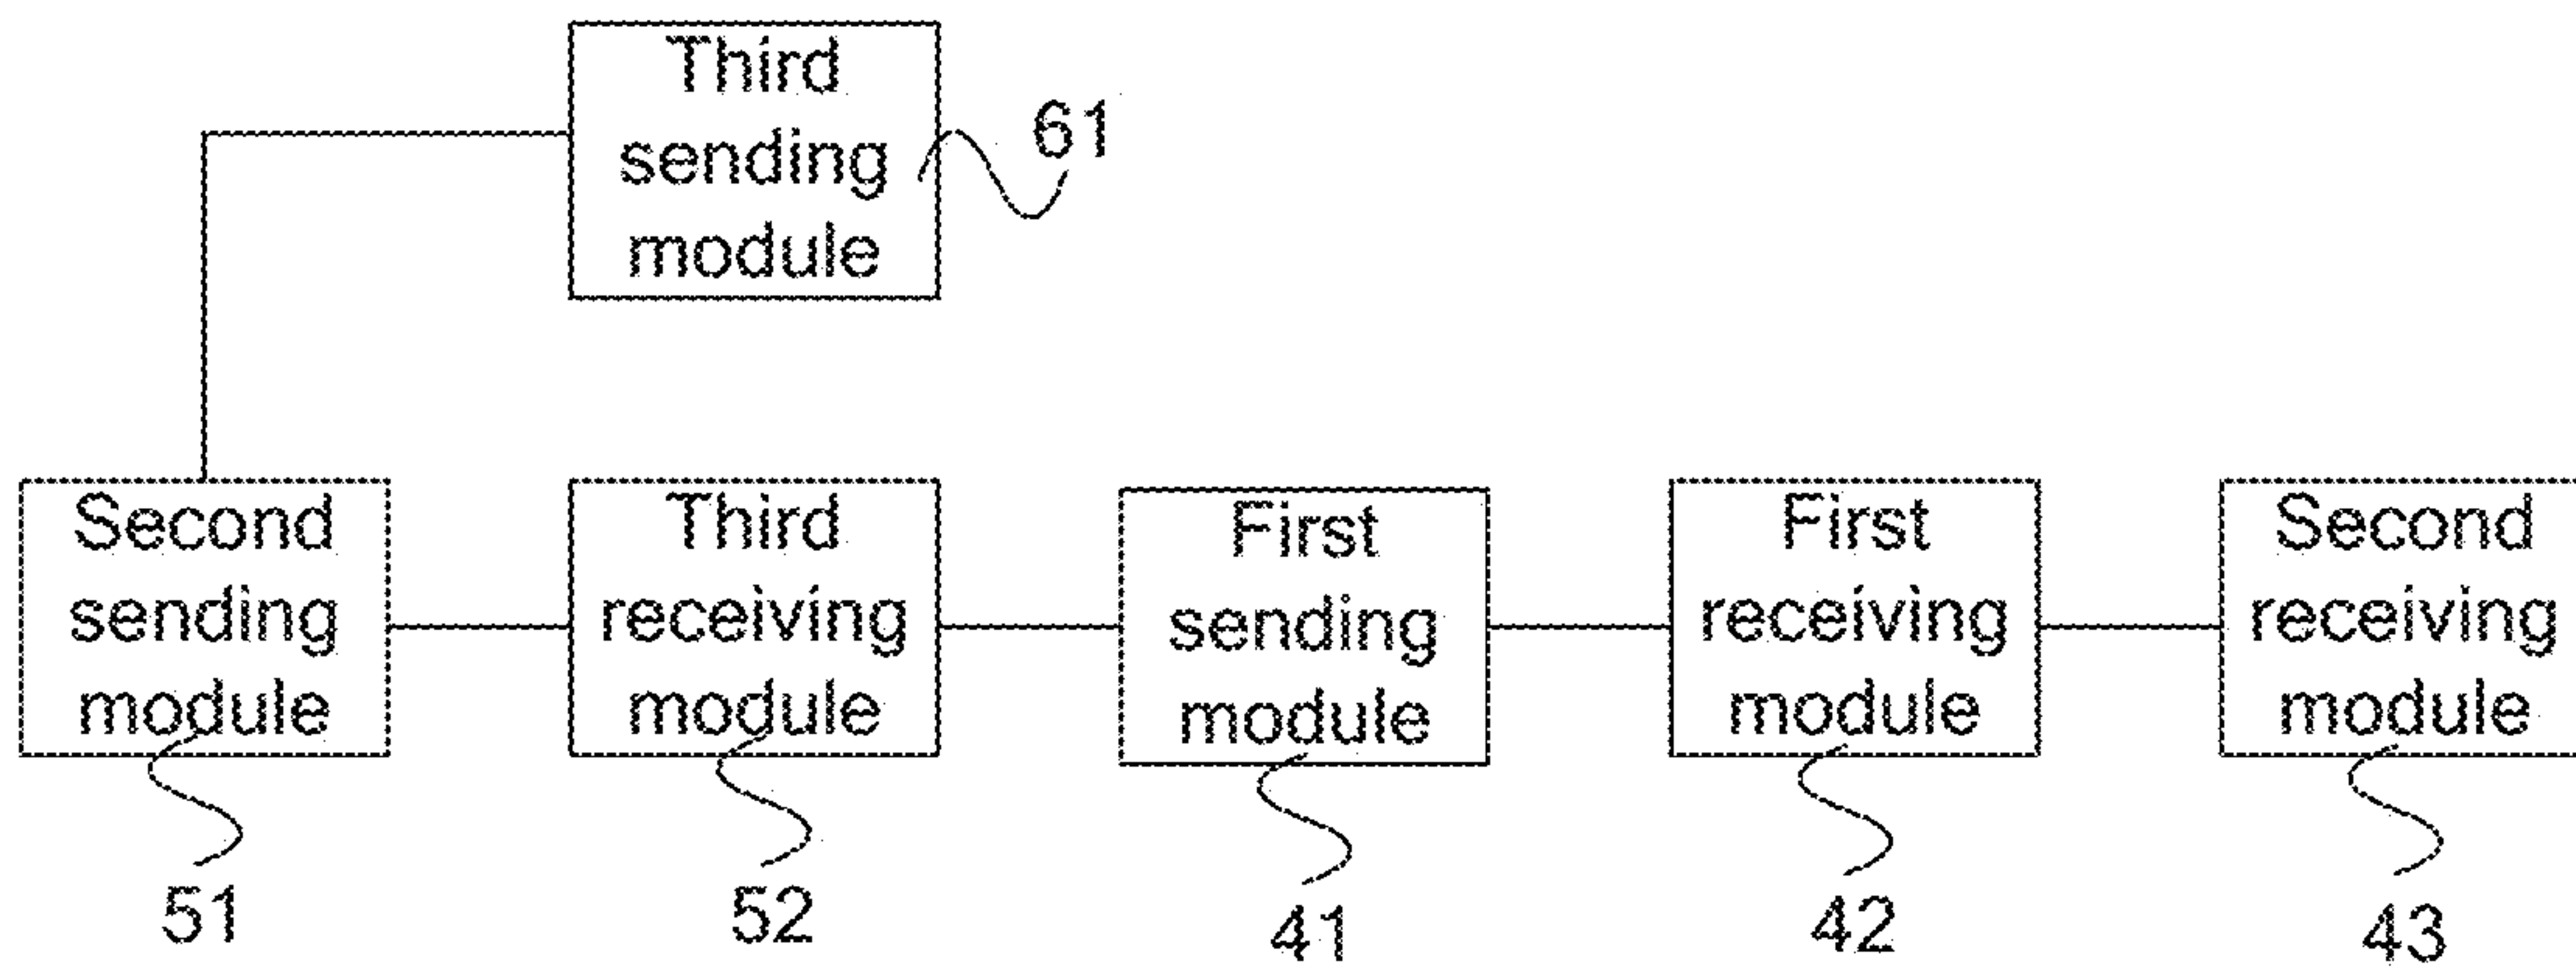 Third
sending
module
61
Second
sending
module
Third
receiving
module
First
sending
module
First
receiving
module
Second
receiving
module
51
52
41
42
43